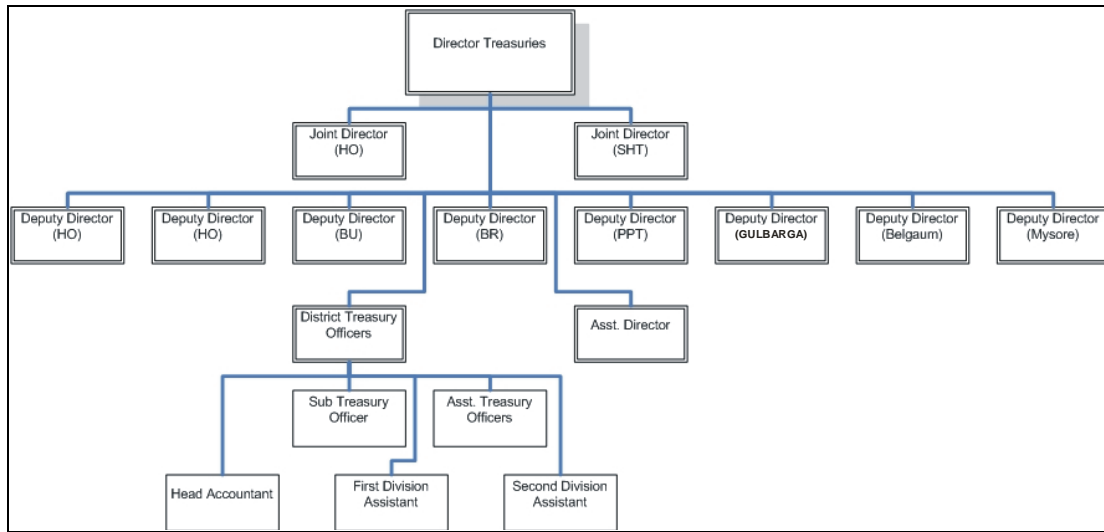 Director Treasuries
Joint Director
(HO)
Joint Director
(SHT)
Deputy Director
(HO)
Deputy Director
(HO)
Deputy Director
(BU)
Deputy Director
(BR)
Deputy Director
(PPT)
Deputy Director
(GULBARGA)
Deputy Director
(Belgaum)
Deputy Director
(Mysore)
District Treasury
Officers
Asst. Director
Sub Treasury
Officer
Asst. Treasury
Officers
Head Accountant
First Division
Assistant
Second Division
Assistant